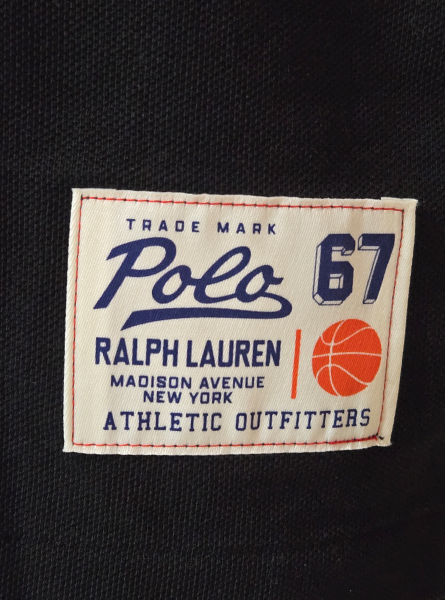 TRADE MARK
Polo
67
RALPH LAUREN
MADISON AVENUE
NEW YORK
ATHLETIC OUTFITTERS